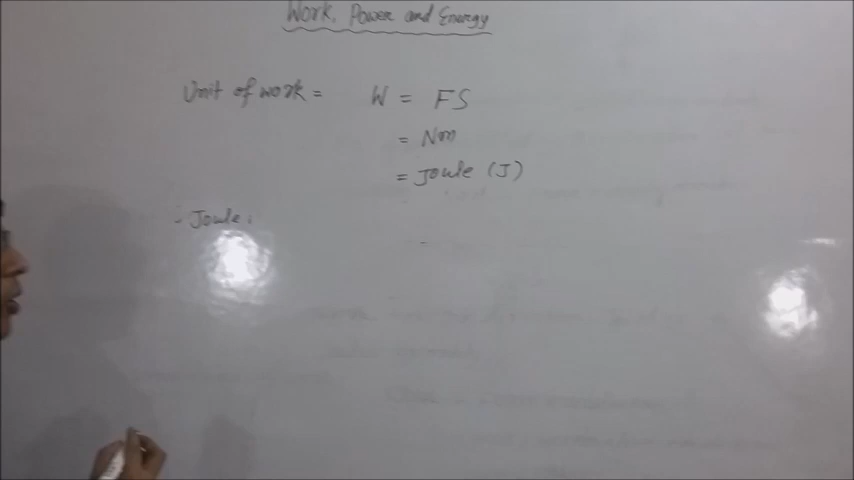 Work, Power and Energy
Unit of work = W = FS
= Nm
= Joule (J)
Joule